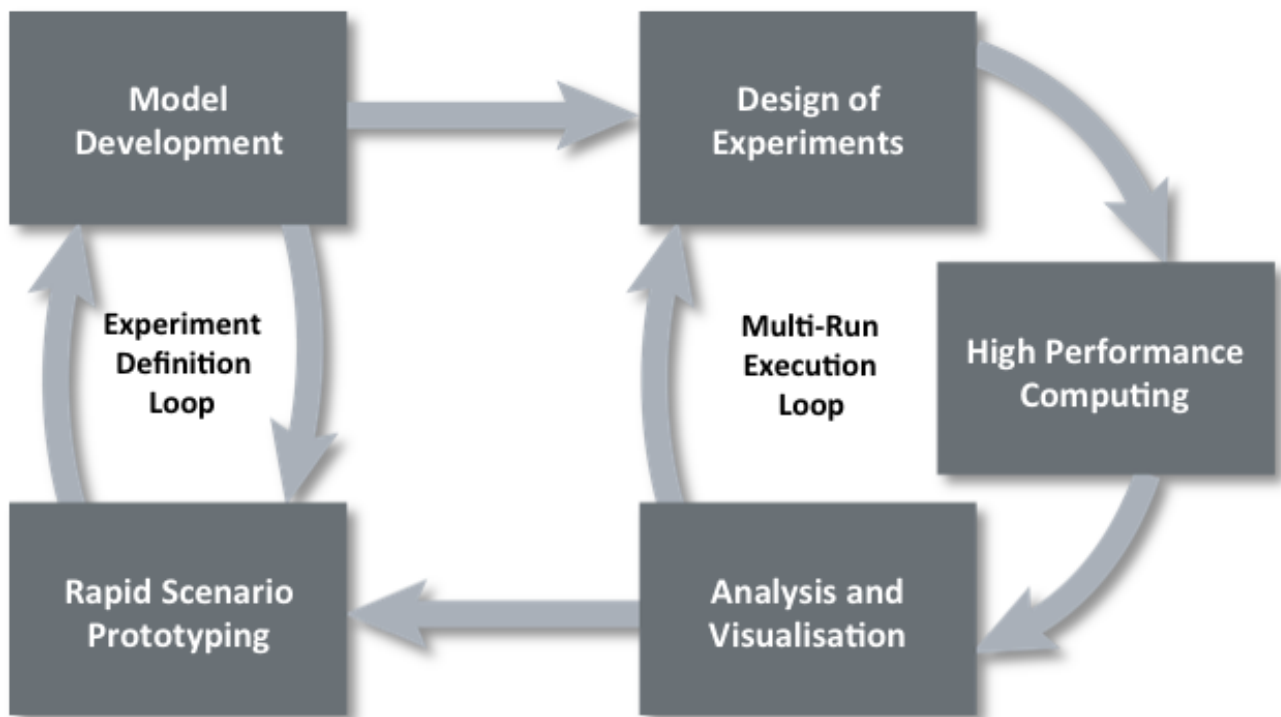 Model
Development
Design of
Experiments
Experiment
Definition
Loop
Multi-Run
Execution
Loop
High Performance
Computing
Rapid Scenario
Prototyping
Analysis and
Visualisation